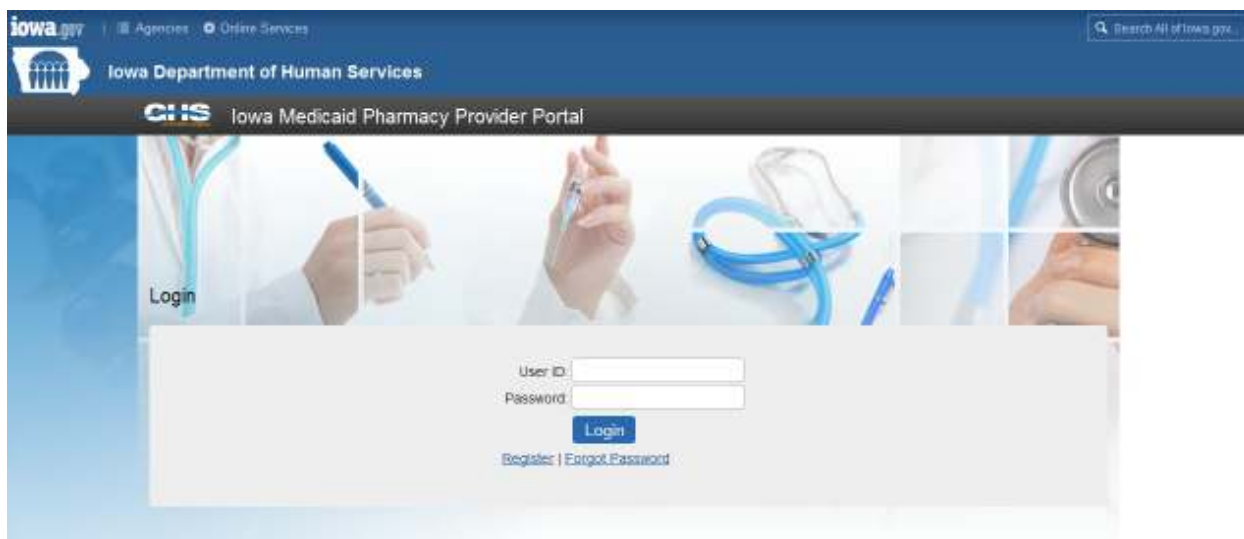 iowa.gov | Agencies Online Services Search All of Iowa.gov...
Iowa Department of Human Services
GHS Iowa Medicaid Pharmacy Provider Portal
Login
User ID:
Password:
Login
Register | Forgot Password